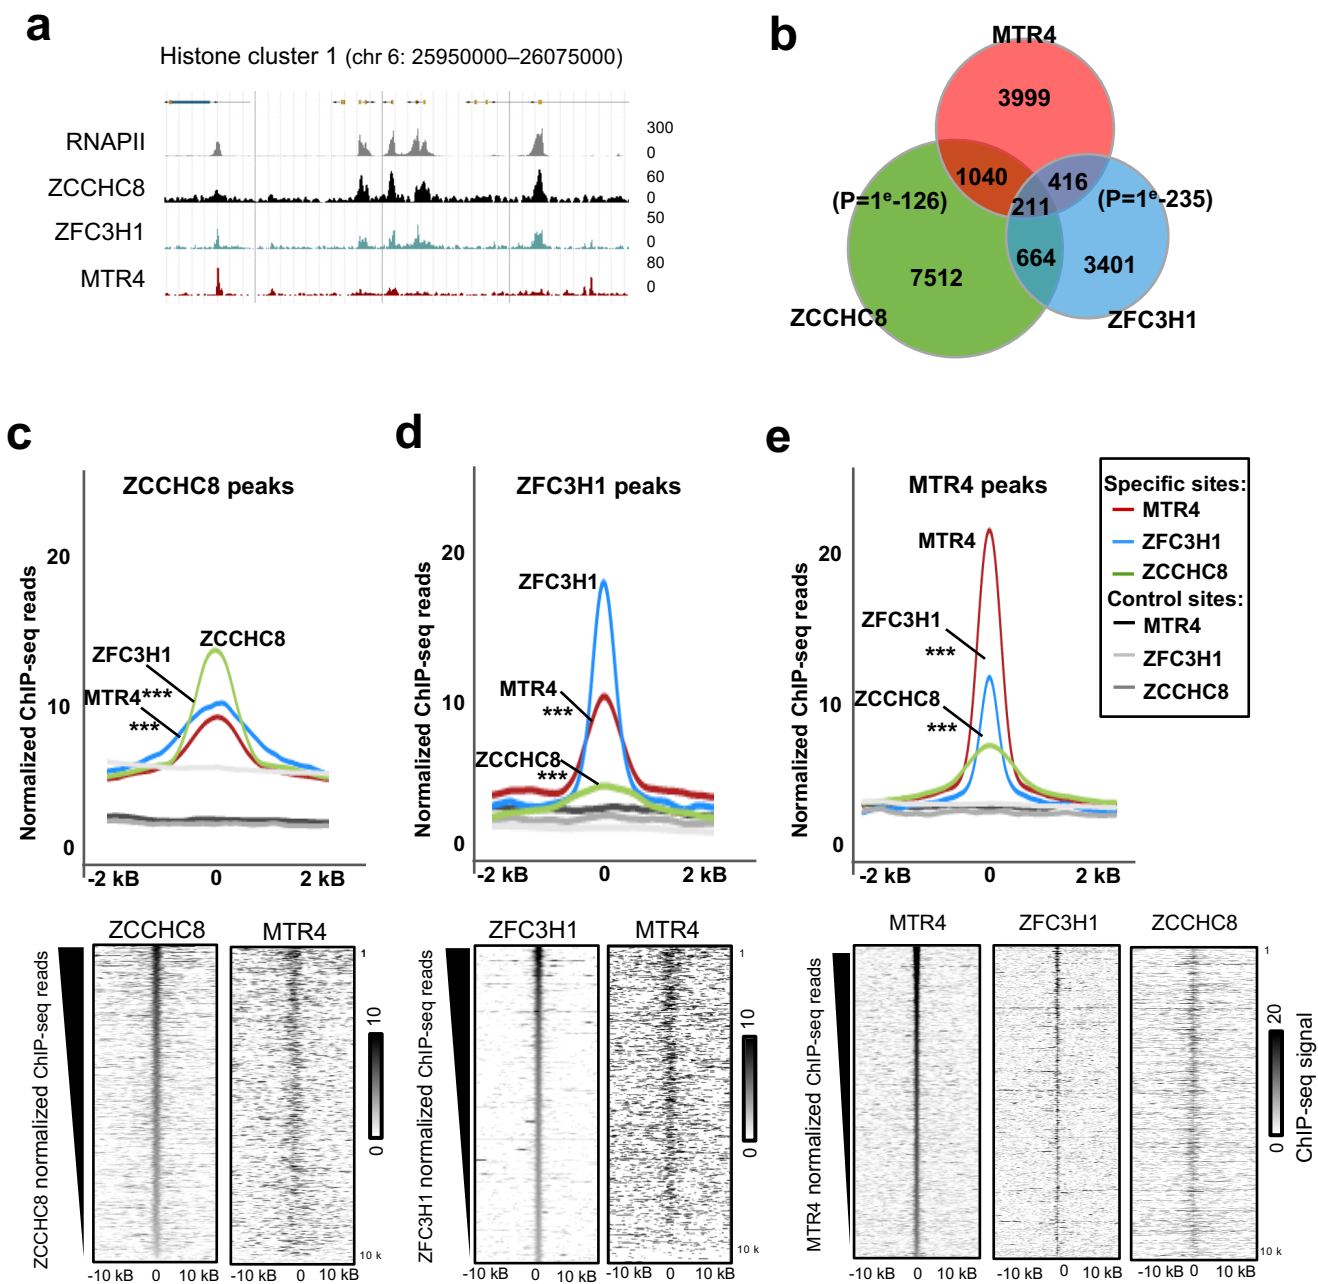 a
Histone cluster 1 (chr 6: 25950000–26075000)
RNAPII
300
0
ZCCHC8
60
0
ZFC3H1
50
0
MTR4
80
0
b
MTR4
3999
1040
416
(P=1e-126)
211
(P=1e-235)
664
7512
3401
ZCCHC8
ZFC3H1
c
ZCCHC8 peaks
Normalized ChIP-seq reads
20
10
0
ZCCHC8
ZFC3H1
***
MTR4
***
-2 kB
0
2 kB
ZCCHC8 normalized ChIP-seq reads
ZCCHC8
MTR4
1
10 k
10
0
-10 kB 0 10 kB
-10 kB 0 10 kB
d
ZFC3H1 peaks
Normalized ChIP-seq reads
20
10
0
ZFC3H1
MTR4
***
ZCCHC8
***
-2 kB
0
2 kB
ZFC3H1 normalized ChIP-seq reads
ZFC3H1
MTR4
1
10 k
10
0
-10 kB 0 10 kB
-10 kB 0 10 kB
e
MTR4 peaks
Normalized ChIP-seq reads
20
10
0
MTR4
ZFC3H1
***
ZCCHC8
***
-2 kB
0
2 kB
Specific sites:
MTR4
ZFC3H1
ZCCHC8
Control sites:
MTR4
ZFC3H1
ZCCHC8
MTR4 normalized ChIP-seq reads
MTR4
ZFC3H1
ZCCHC8
1
10 k
20
0
ChIP-seq signal
-10 kB 0 10 kB
-10 kB 0 10 kB
-10 kB 0 10 kB